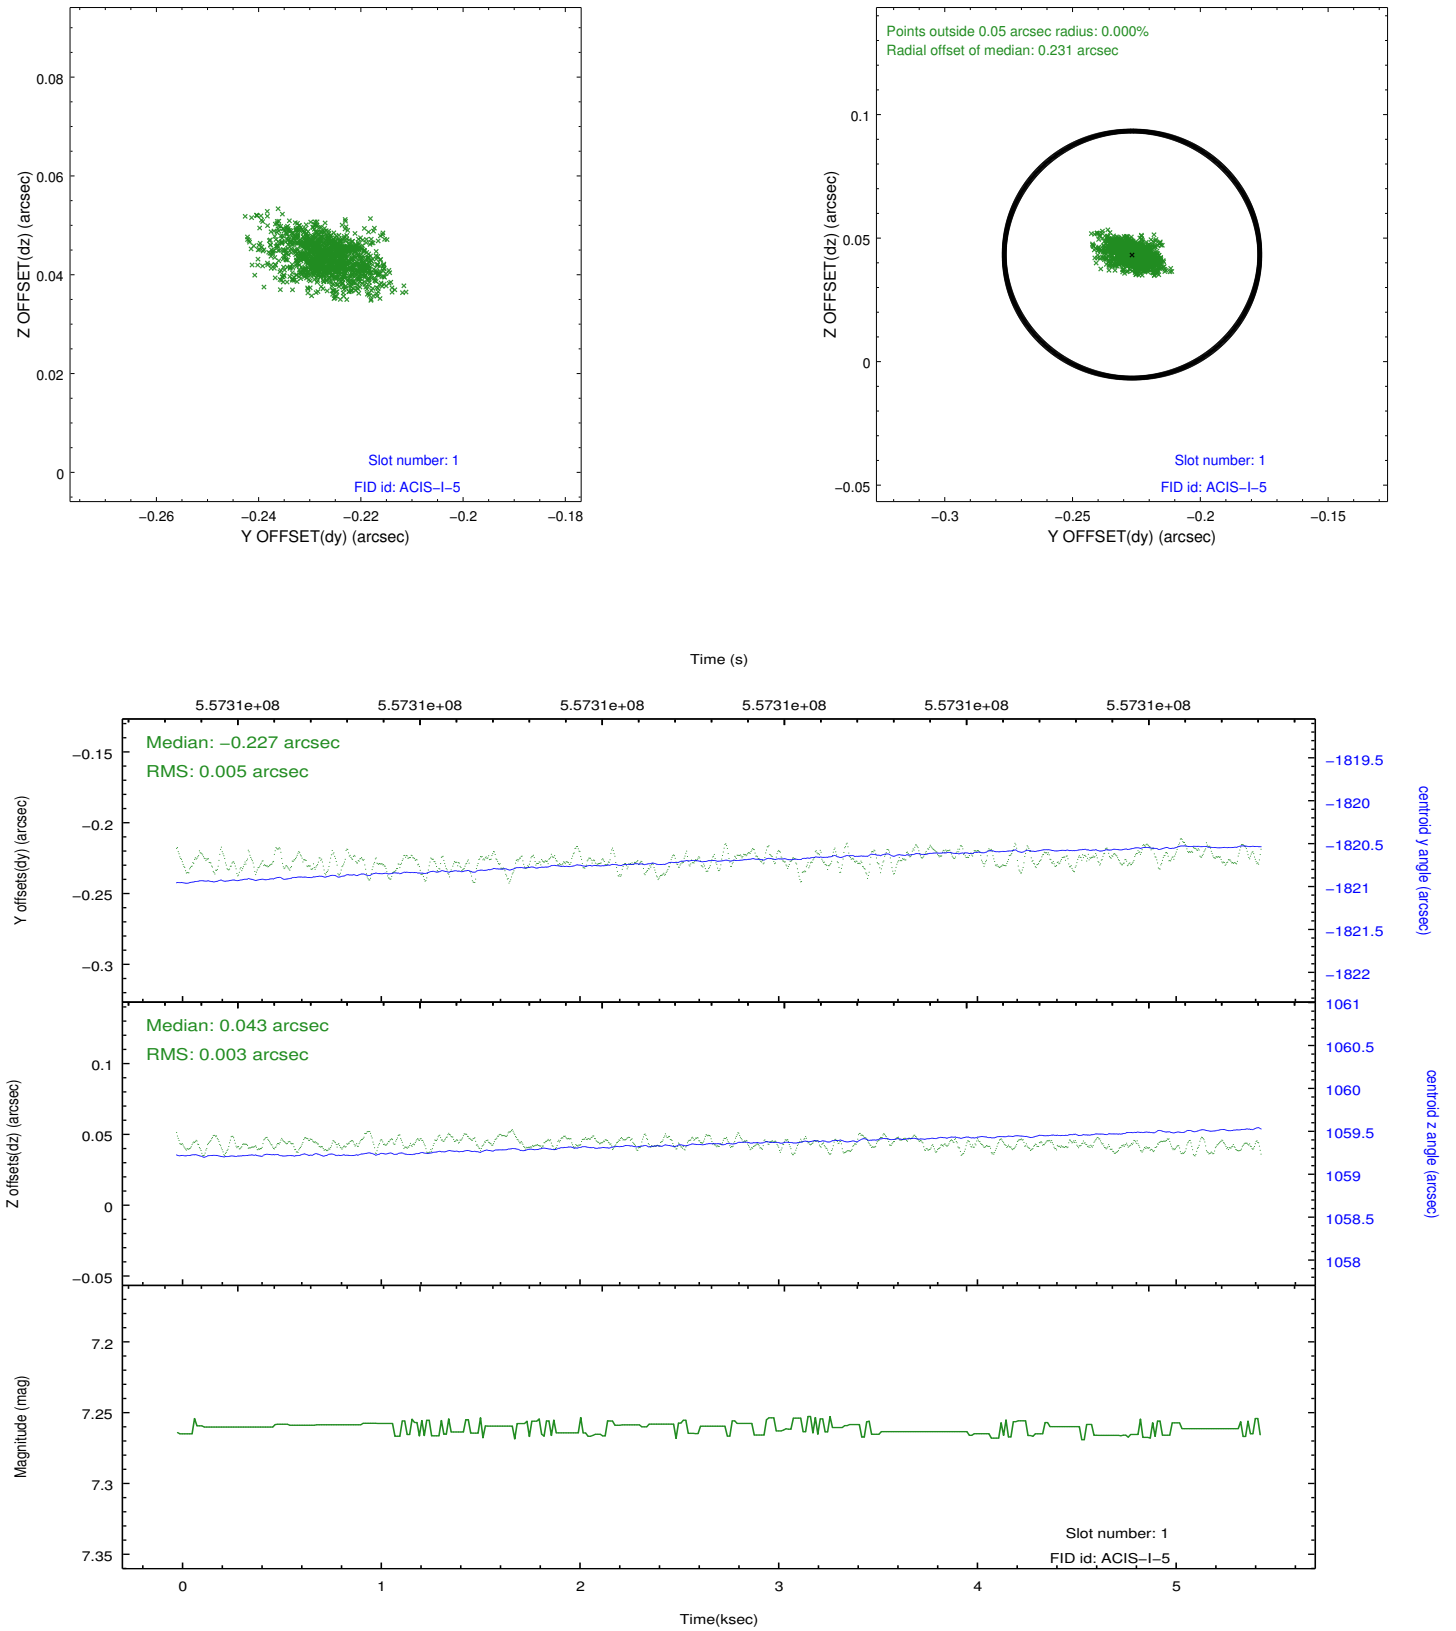 0.08
0.06
0.04
0.02
0
Z OFFSET(dz) (arcsec)
Slot number: 1
FID id: ACIS−I−5
−0.26
−0.24
−0.22
−0.2
−0.18
Y OFFSET(dy) (arcsec)
Points outside 0.05 arcsec radius: 0.000%
Radial offset of median: 0.231 arcsec
0.1
0.05
0
−0.05
Z OFFSET(dz) (arcsec)
Slot number: 1
FID id: ACIS−I−5
−0.3
−0.25
−0.2
−0.15
Y OFFSET(dy) (arcsec)
Time (s)
5.5731e+08 5.5731e+08 5.5731e+08 5.5731e+08 5.5731e+08 5.5731e+08
Median: −0.227 arcsec
RMS: 0.005 arcsec
−0.15
−0.2
−0.25
−0.3
Y offsets(dy) (arcsec)
−1819.5
−1820
−1820.5
−1821
−1821.5
−1822
centroid y angle (arcsec)
Median: 0.043 arcsec
RMS: 0.003 arcsec
0.1
0.05
0
−0.05
Z offsets(dz) (arcsec)
1061
1060.5
1060
1059.5
1059
1058.5
1058
centroid z angle (arcsec)
7.2
7.25
7.3
7.35
Magnitude (mag)
Slot number: 1
FID id: ACIS−I−5
0 1 2 3 4 5
Time(ksec)